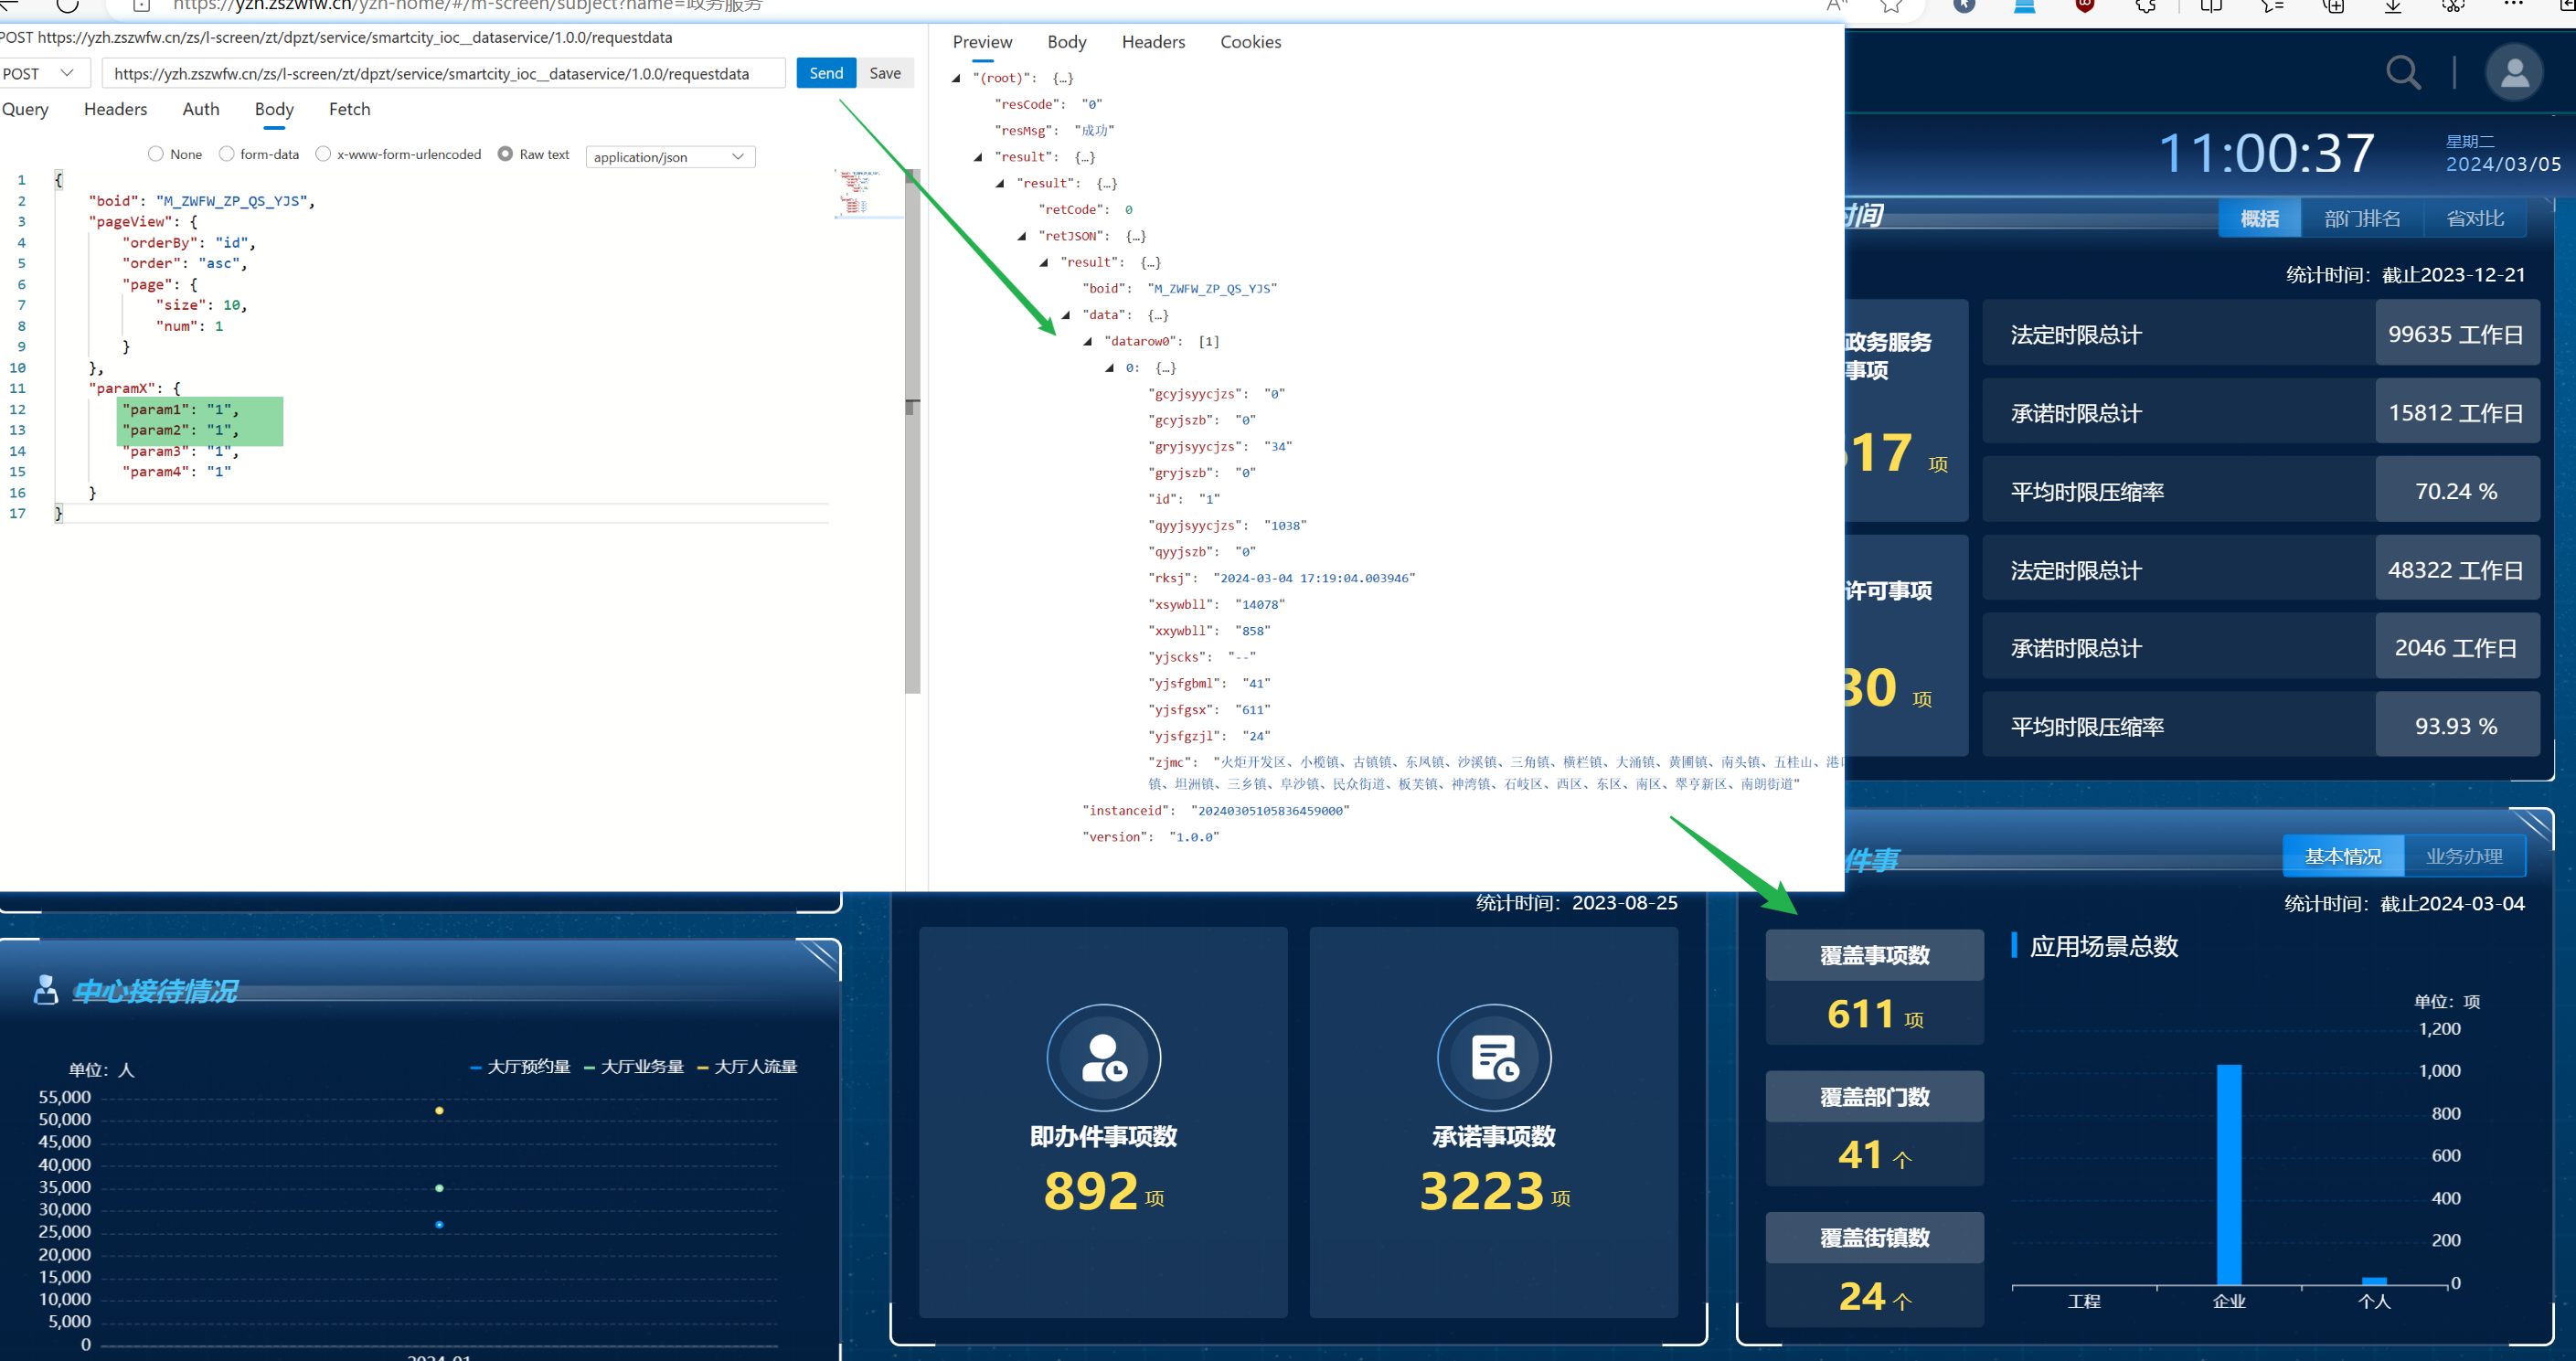 https://yzh.zszwfw.cn/yzh-home/#/m-screen/subject?name=政务服务
POST https://yzh.zszwfw.cn/zs/l-screen/zt/dpzt/service/smartcity_ioc__dataservice/1.0.0/requestdata
POST
https://yzh.zszwfw.cn/zs/l-screen/zt/dpzt/service/smartcity_ioc__dataservice/1.0.0/requestdata
Send
Save
Query Headers Auth Body Fetch
None form-data x-www-form-urlencoded Raw text application/json
1 {
2 "boid": "M_ZWFW_ZP_QS_YJS",
3 "pageView": {
4 "orderBy": "id",
5 "order": "asc",
6 "page": {
7 "size": 10,
8 "num": 1
9 }
10 },
11 "paramX": {
12 "param1": "1",
13 "param2": "1",
14 "param3": "1",
15 "param4": "1"
16 }
17 }
Preview Body Headers Cookies
"(root)": {…}
"resCode": "0"
"resMsg": "成功"
"result": {…}
"result": {…}
"retCode": 0
"retJSON": {…}
"result": {…}
"boid": "M_ZWFW_ZP_QS_YJS"
"data": {…}
"datarow0": [1]
0: {…}
"gcyjsyycjzs": "0"
"gcyjszb": "0"
"gryjsyycjzs": "34"
"gryjszb": "0"
"id": "1"
"qyyjsyycjzs": "1038"
"qyyjszb": "0"
"rksj": "2024-03-04 17:19:04.003946"
"xsywbll": "14078"
"xxywbll": "858"
"yjscks": "--"
"yjsfgbml": "41"
"yjsfgsx": "611"
"yjsfgzjl": "24"
"zjmc": "火炬开发区、小榄镇、古镇镇、东凤镇、沙溪镇、三角镇、横栏镇、大涌镇、黄圃镇、南头镇、五桂山、港口
镇、坦洲镇、三乡镇、阜沙镇、民众街道、板芙镇、神湾镇、石岐区、西区、东区、南区、翠亨新区、南朗街道"
"instanceid": "20240305105836459000"
"version": "1.0.0"
11:00:37
星期二
2024/03/05
时间
概括 部门排名 省对比
统计时间：截止2023-12-21
政务服务
事项
17 项
法定时限总计 99635 工作日
承诺时限总计 15812 工作日
平均时限压缩率 70.24 %
许可事项
30 项
法定时限总计 48322 工作日
承诺时限总计 2046 工作日
平均时限压缩率 93.93 %
中心接待情况
单位：人
大厅预约量 大厅业务量 大厅人流量
55,000
50,000
45,000
40,000
35,000
30,000
25,000
20,000
15,000
10,000
5,000
0
2024-01
统计时间：2023-08-25
即办件事项数
892 项
承诺事项数
3223 项
件事
基本情况 业务办理
统计时间：截止2024-03-04
覆盖事项数
611 项
覆盖部门数
41 个
覆盖街镇数
24 个
应用场景总数
单位：项
1,200
1,000
800
600
400
200
0
工程 企业 个人